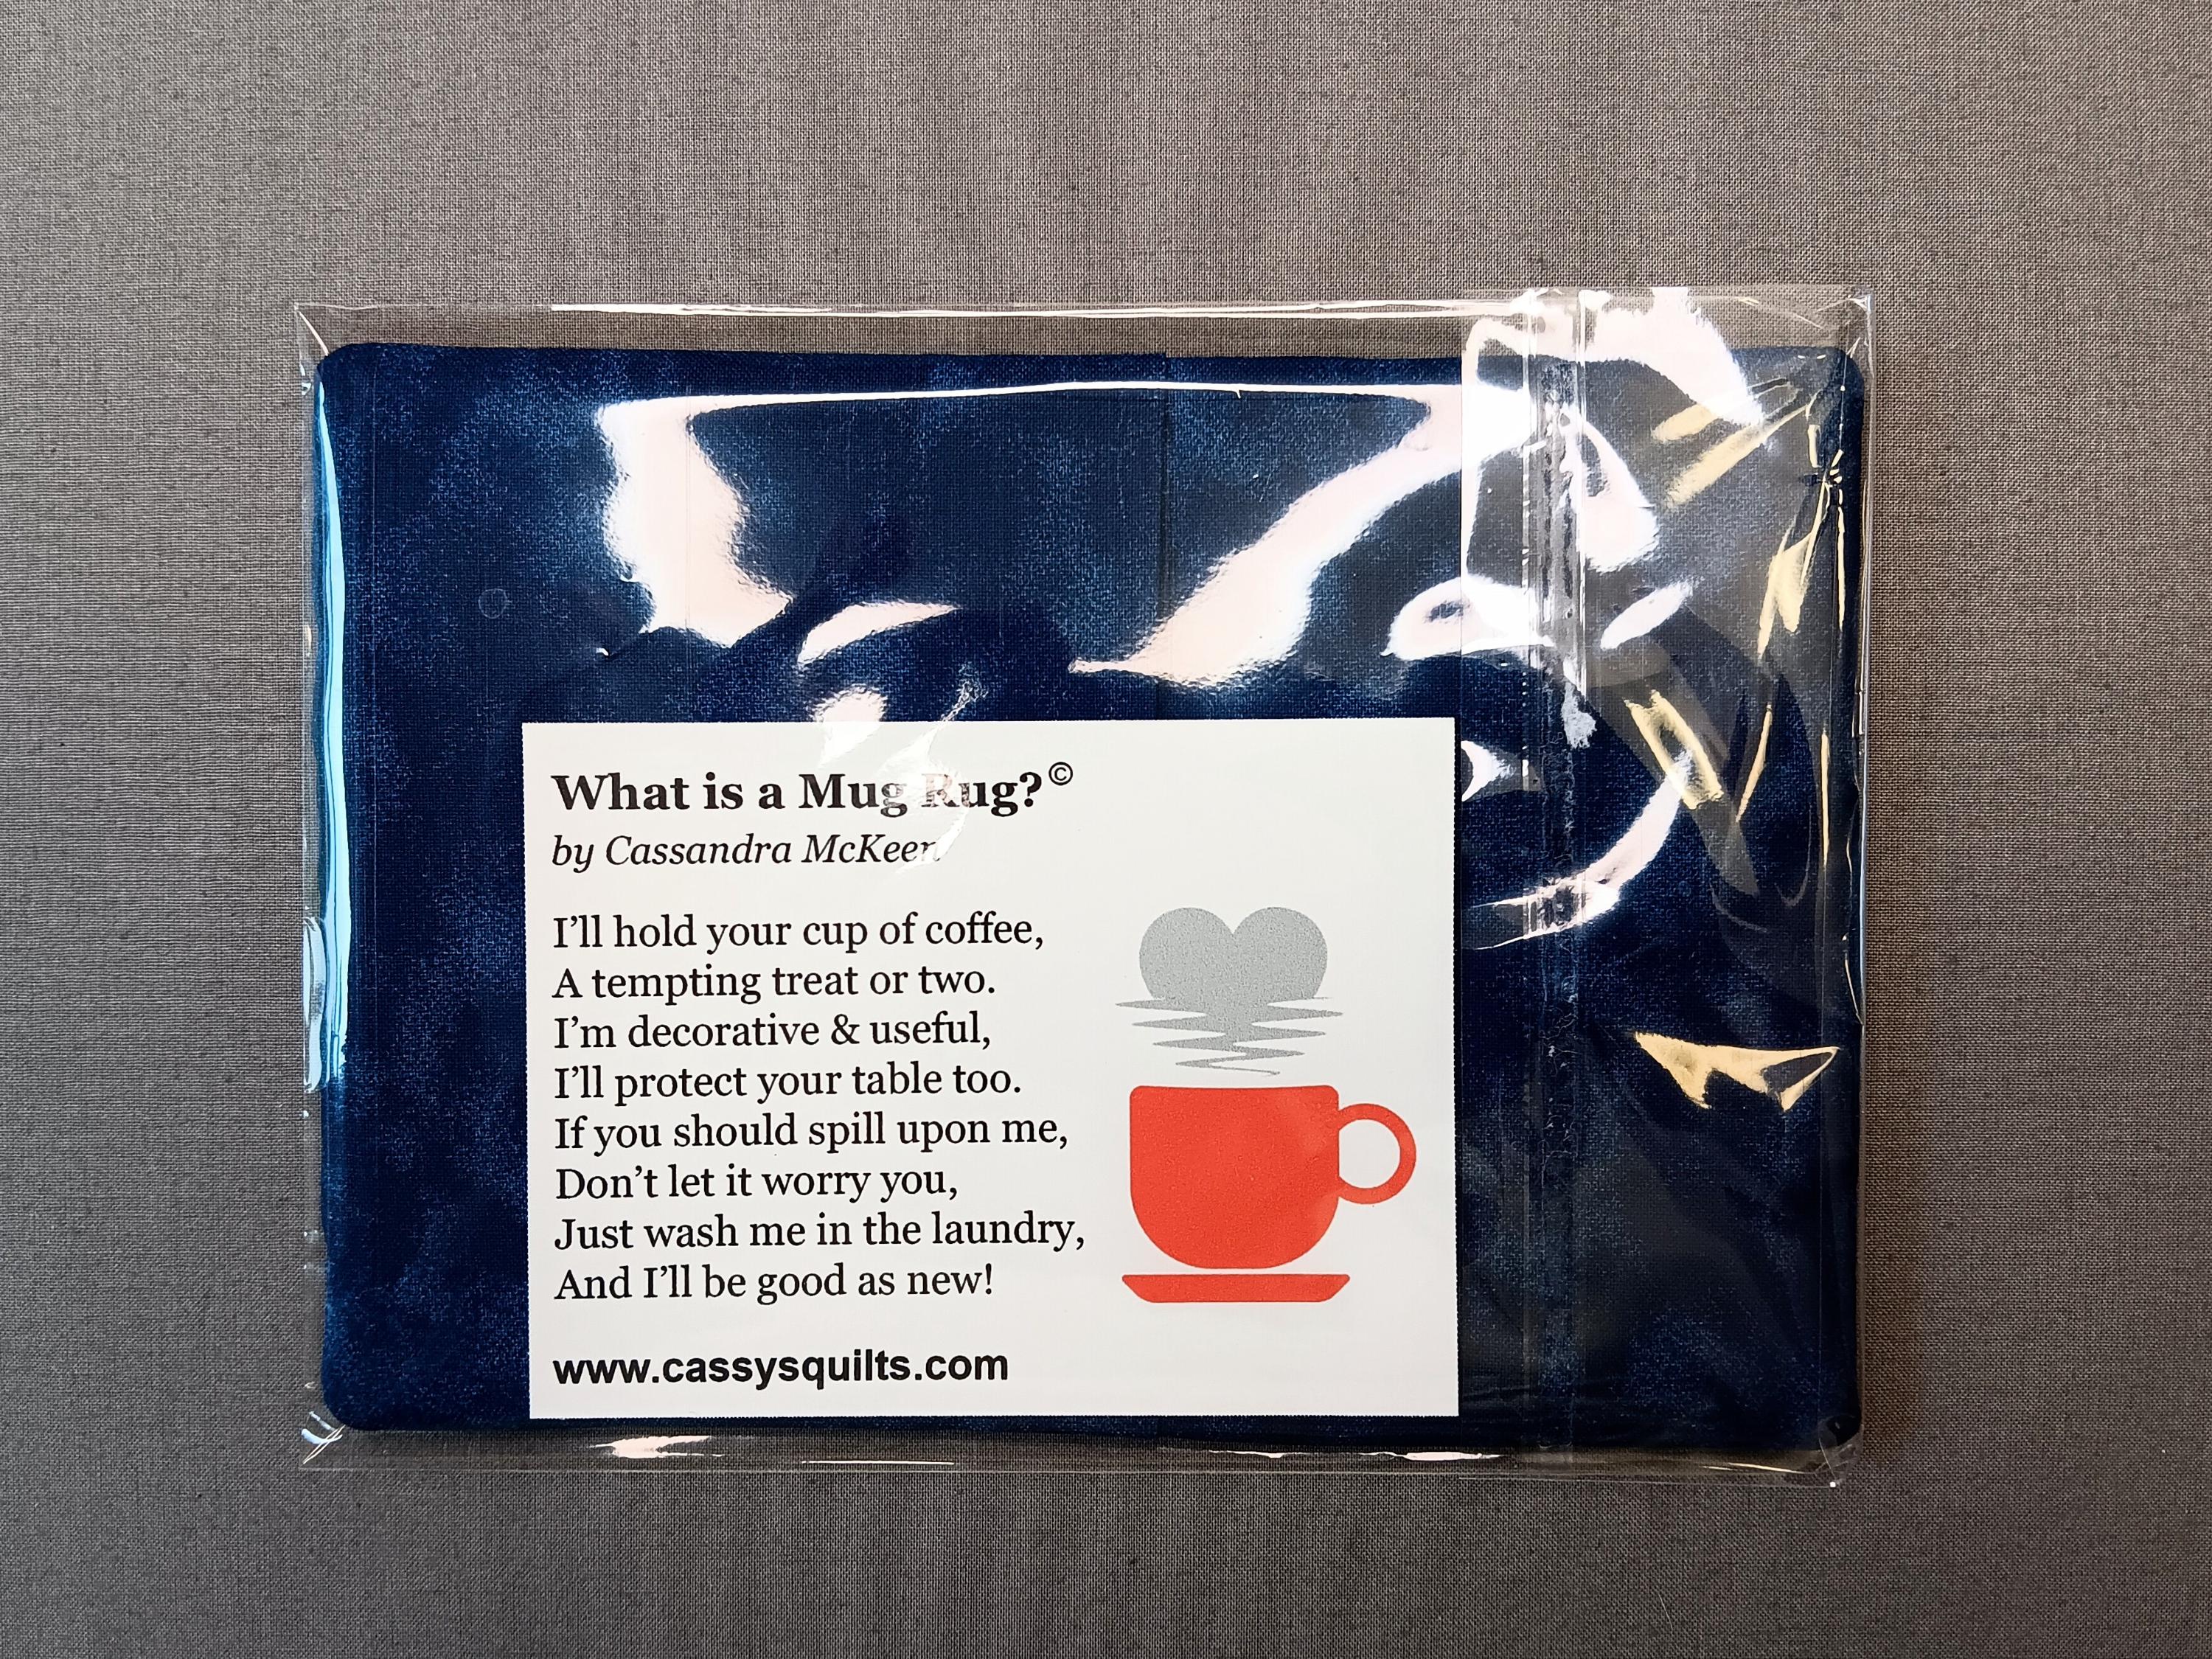 What is a Mug Rug?©
by Cassandra McKeen
I’ll hold your cup of coffee,
A tempting treat or two.
I’m decorative & useful,
I’ll protect your table too.
If you should spill upon me,
Don’t let it worry you,
Just wash me in the laundry,
And I’ll be good as new!
www.cassysquilts.com